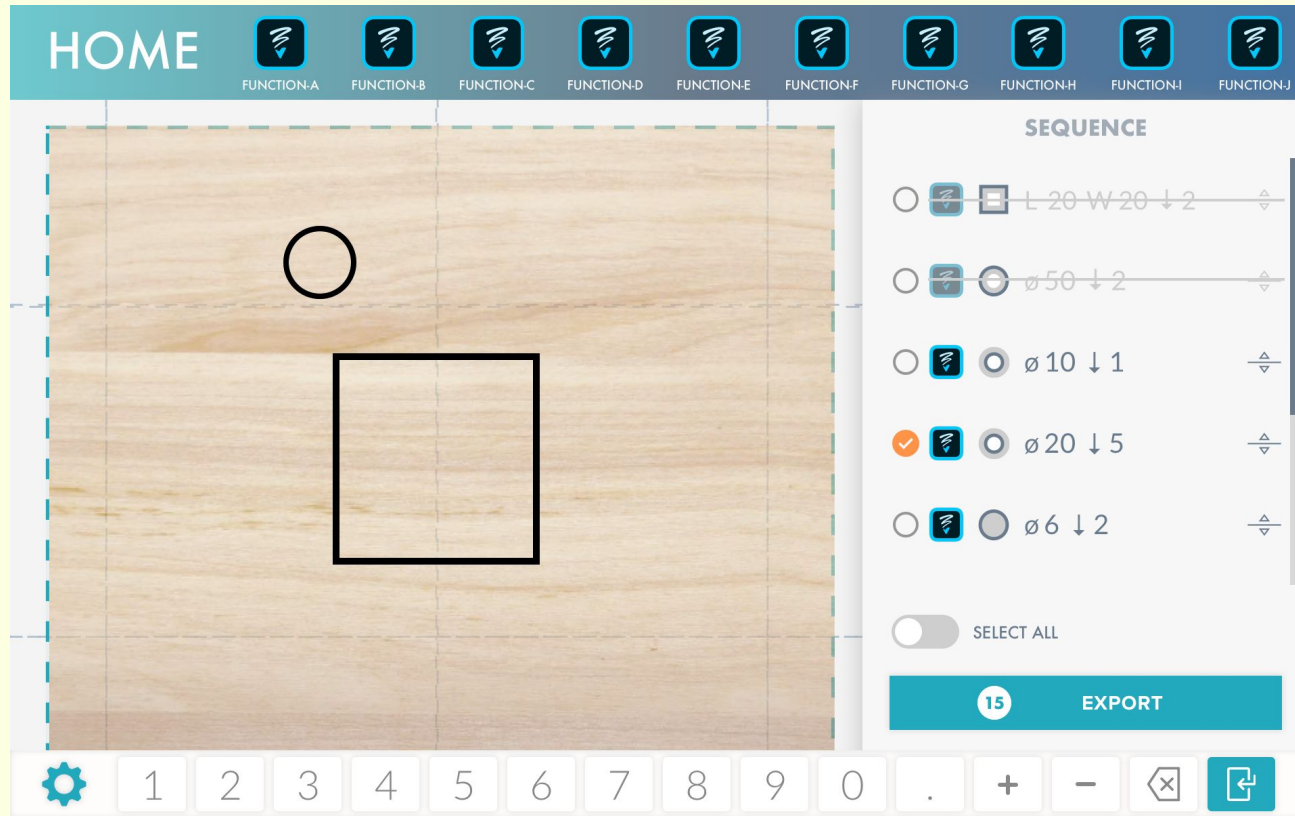 HOME
FUNCTION-A FUNCTION-B FUNCTION-C FUNCTION-D FUNCTION-E FUNCTION-F FUNCTION-G FUNCTION-H FUNCTION-I FUNCTION-J
SEQUENCE
L 20 W 20 ↓ 2
ø 50 ↓ 2
ø 10 ↓ 1
ø 20 ↓ 5
ø 6 ↓ 2
SELECT ALL
15 EXPORT
1 2 3 4 5 6 7 8 9 0 . + −